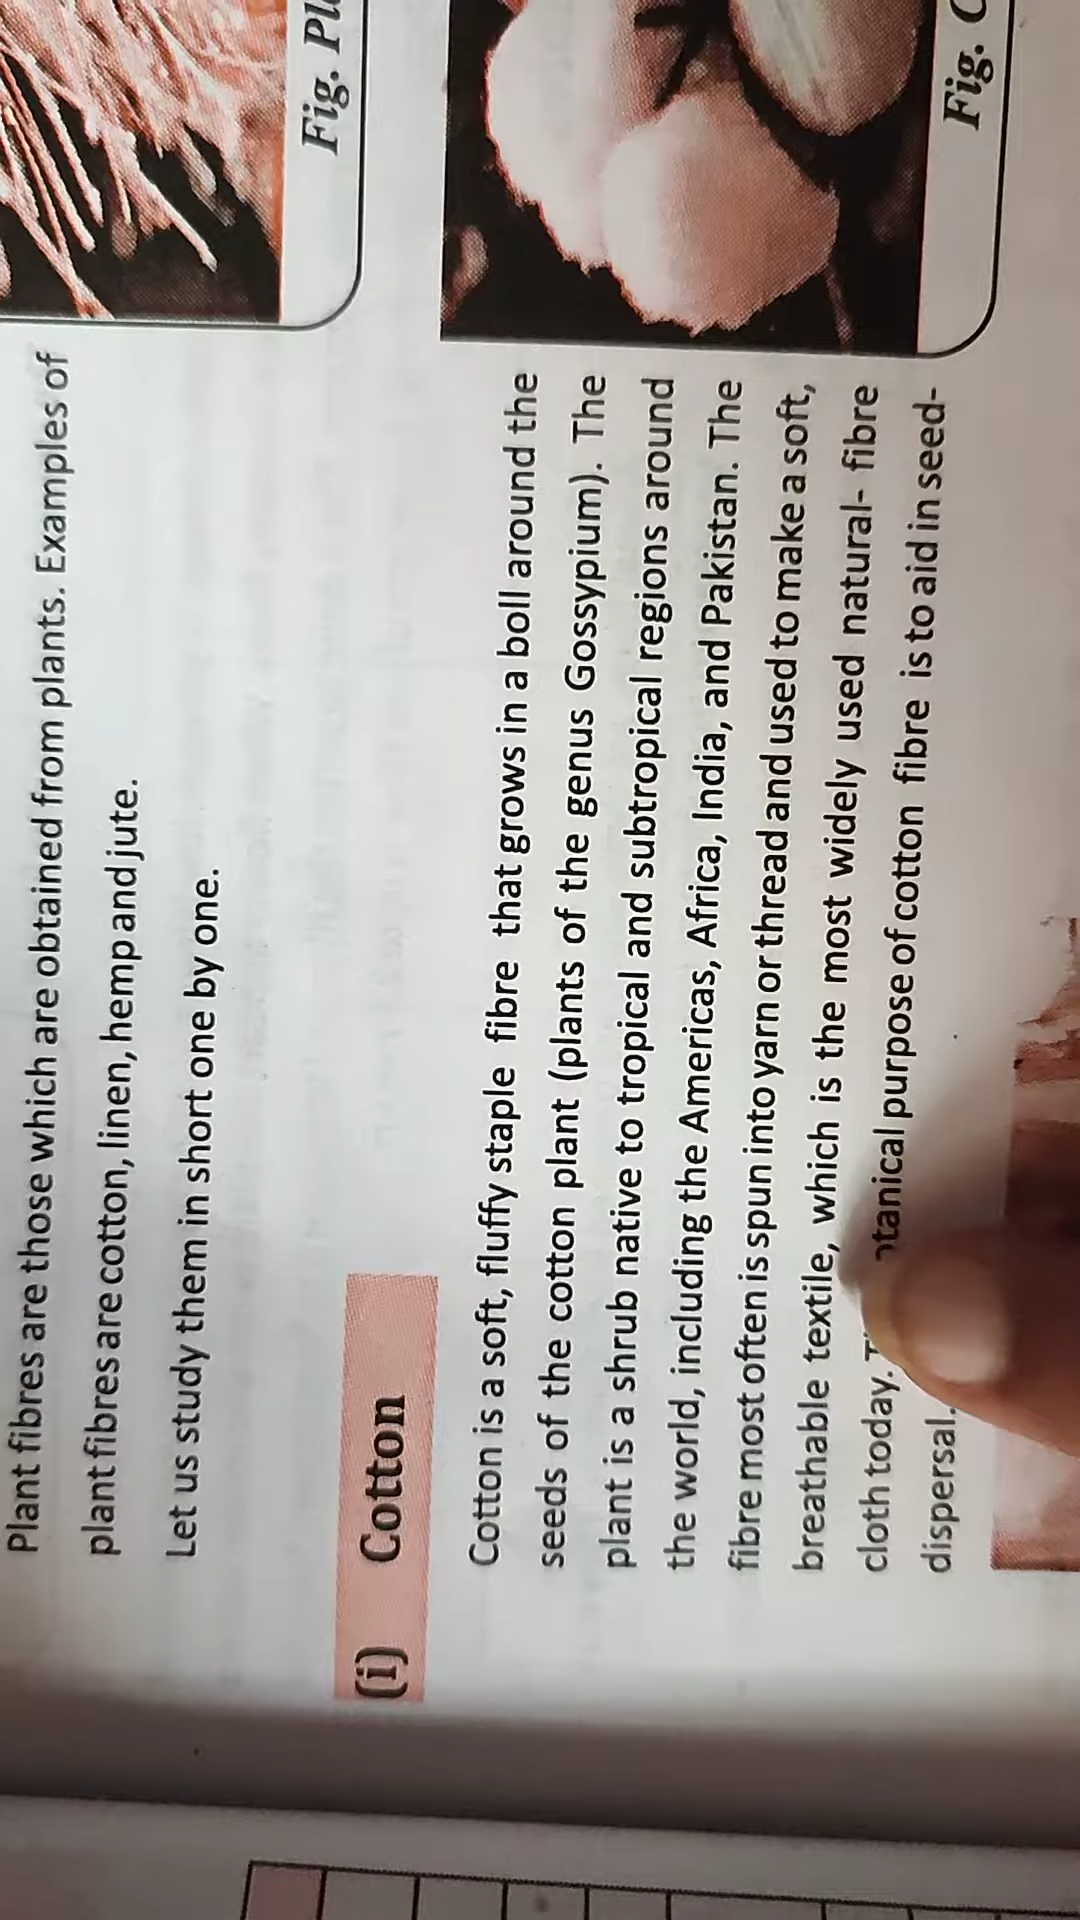 Plant fibres are those which are obtained from plants. Examples of
plant fibres are cotton, linen, hemp and jute.
Let us study them in short one by one.
Fig.
(i) Cotton
Cotton is a soft, fluffy staple fibre that grows in a boll around the
seeds of the cotton plant (plants of the genus Gossypium). The
plant is a shrub native to tropical and subtropical regions around
the world, including the Americas, Africa, India, and Pakistan. The
fibre most often is spun into yarn or thread and used to make a soft,
breathable textile, which is the most widely used natural- fibre
cloth today. purpose of cotton fibre is to aid in seed-
dispersal.
Fig.